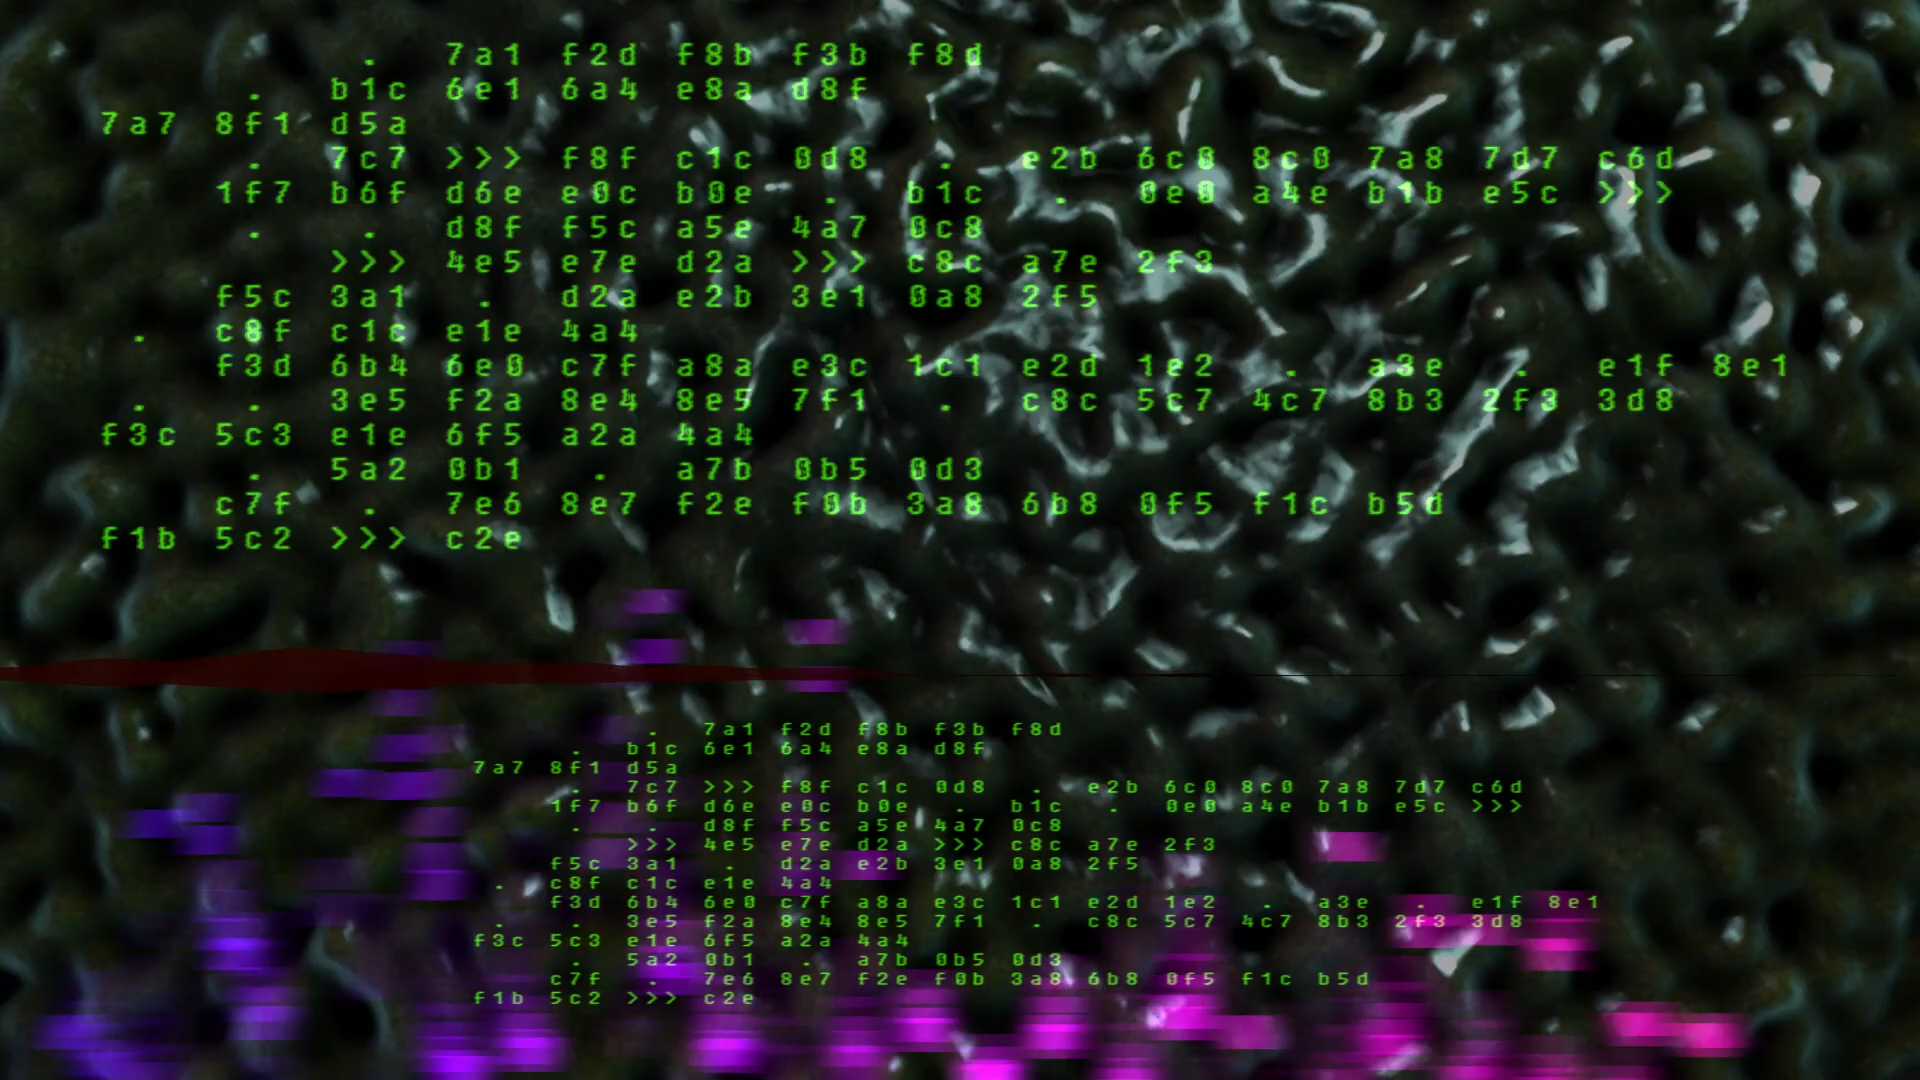 . 7a1 f2d f8b f3b f8d
. b1c 6e1 6a4 e8a d8f
7a7 8f1 d5a
. 7c7 >>> f8f c1c 0d8 . e2b 6c0 8c0 7a8 7d7 c6d
1f7 b6f d6e e0c b0e . b1c . 0e0 a4e b1b e5c >>>
. . d8f f5c a5e 4a7 0c8
>>> 4e5 e7e d2a >>> c8c a7e 2f3
f5c 3a1 . d2a e2b 3e1 0a8 2f5
. c8f c1c e1e 4a4
f3d 6b4 6e0 c7f a8a e3c 1c1 e2d 1e2 . a3e . e1f 8e1
. . 3e5 f2a 8e4 8e5 7f1 . c8c 5c7 4c7 8b3 2f3 3d8
f3c 5c3 e1e 6f5 a2a 4a4
. 5a2 0b1 . a7b 0b5 0d3
c7f . 7e6 8e7 f2e f0b 3a8 6b8 0f5 f1c b5d
f1b 5c2 >>> c2e
. 7a1 f2d f8b f3b f8d
. b1c 6e1 6a4 e8a d8f
7a7 8f1 d5a
. 7c7 >>> f8f c1c 0d8 . e2b 6c0 8c0 7a8 7d7 c6d
1f7 b6f d6e e0c b0e . b1c . 0e0 a4e b1b e5c >>>
. . d8f f5c a5e 4a7 0c8
>>> 4e5 e7e d2a >>> c8c a7e 2f3
f5c 3a1 . d2a e2b 3e1 0a8 2f5
. c8f c1c e1e 4a4
f3d 6b4 6e0 c7f a8a e3c 1c1 e2d 1e2 . a3e . e1f 8e1
. . 3e5 f2a 8e4 8e5 7f1 . c8c 5c7 4c7 8b3 2f3 3d8
f3c 5c3 e1e 6f5 a2a 4a4
. 5a2 0b1 . a7b 0b5 0d3
c7f . 7e6 8e7 f2e f0b 3a8 6b8 0f5 f1c b5d
f1b 5c2 >>> c2e